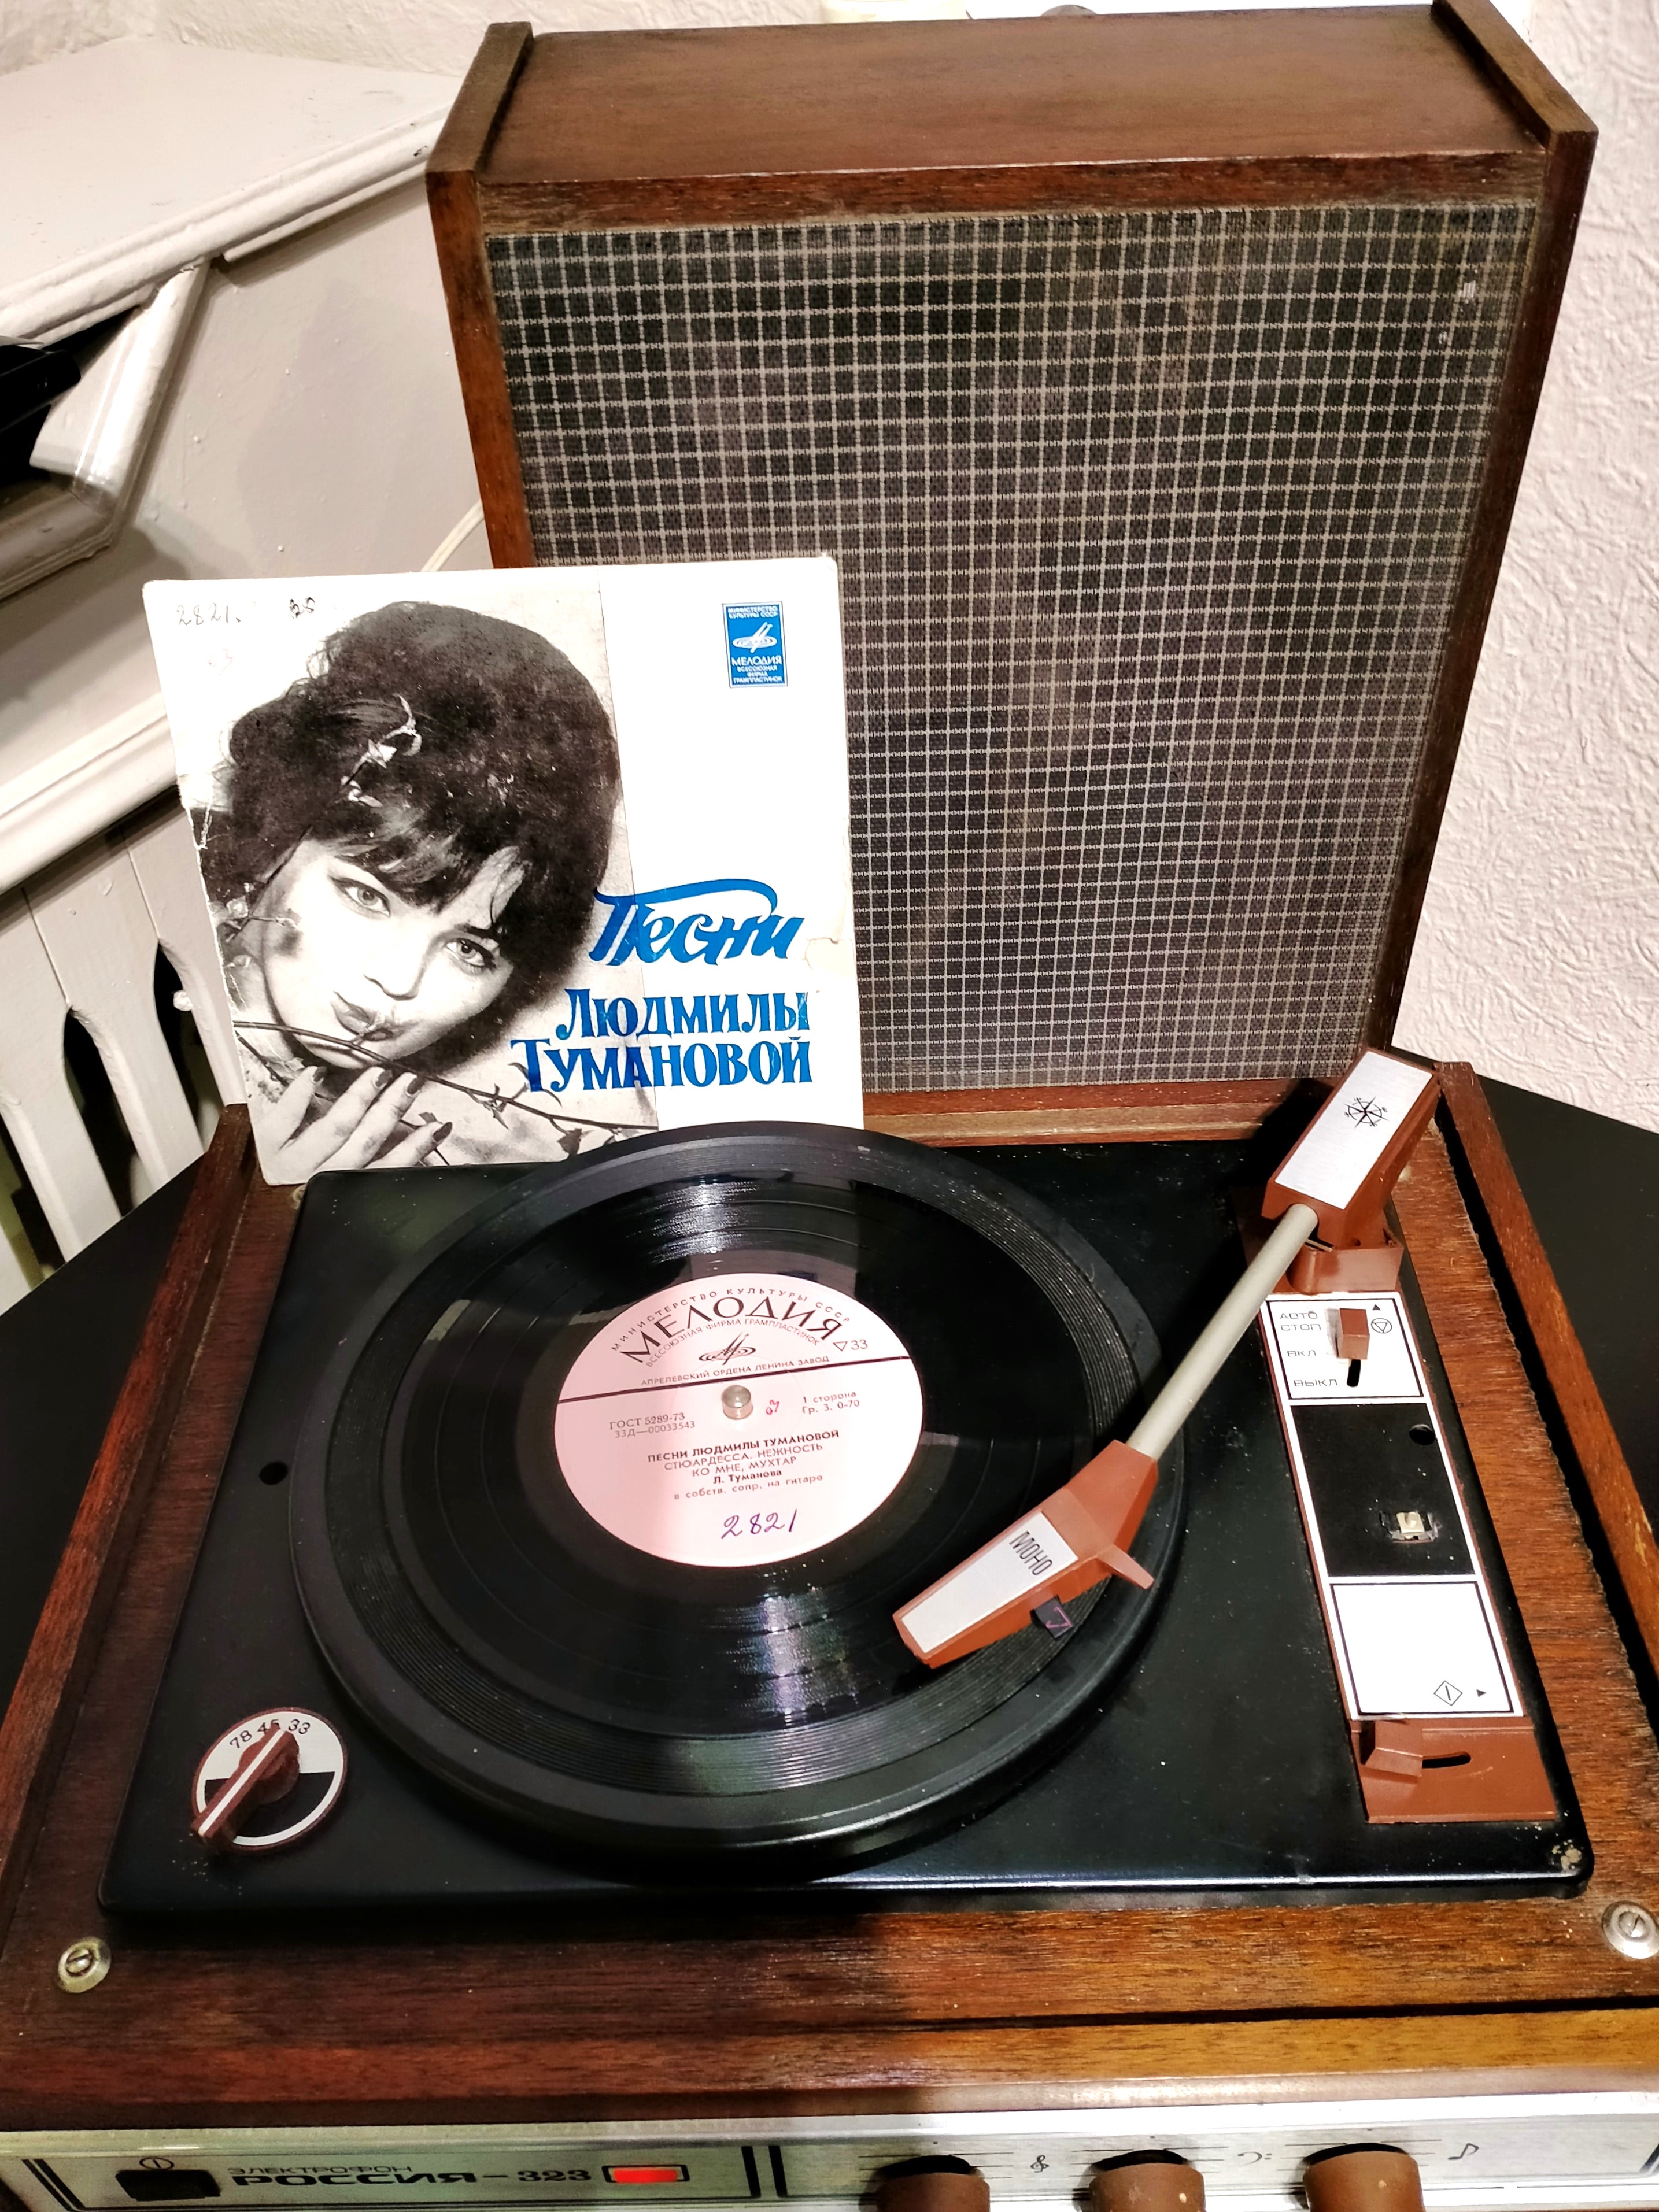 2821.
МИНИСТЕРСТВО
КУЛЬТУРЫ СССР
МЕЛОДИЯ
ВСЕСОЮЗНАЯ
ФИРМА
ГРАМПЛАСТИНОК
Песни
ЛЮДМИЛЫ
ТУМАНОВОЙ
МИНИСТЕРСТВО КУЛЬТУРЫ СССР
МЕЛОДИЯ
ВСЕСОЮЗНАЯ ФИРМА ГРАМПЛАСТИНОК
33
АПРЕЛЕВСКИЙ ОРДЕНА ЛЕНИНА ЗАВОД
ГОСТ 5289-73
33Д—00033543
1 сторона
Гр. 3. 0-70
ПЕСНИ ЛЮДМИЛЫ ТУМАНОВОЙ
СТЮАРДЕССА. НЕЖНОСТЬ
КО МНЕ, МУХТАР
Л. Туманова
в собств. сопр. на гитаре
2821
МОНО
АВТО
СТОП
ВКЛ
ВЫКЛ
78 45 33
ЭЛЕКТРОФОН
РОССИЯ-323